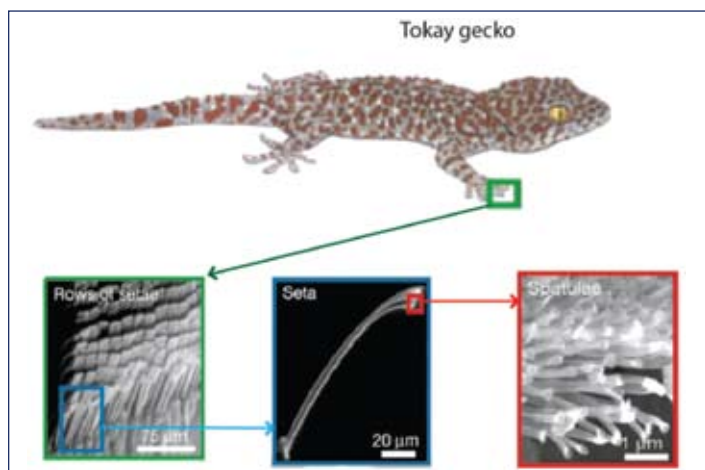 Tokay gecko
Rows of setae
75 μm
Seta
20 μm
Spatulae
1 μm